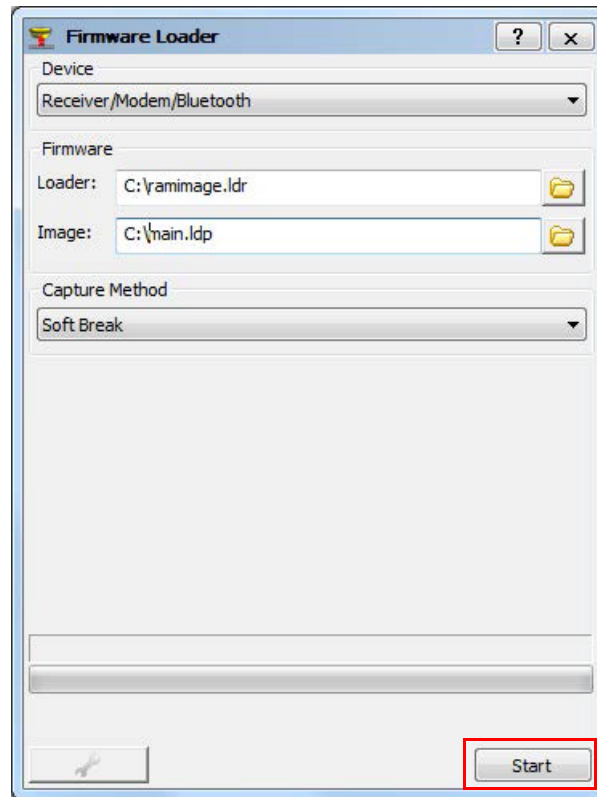 Firmware Loader
Device
Receiver/Modem/Bluetooth
Firmware
Loader: C:\ramimage.ldr
Image: C:\main.ldp
Capture Method
Soft Break
Start